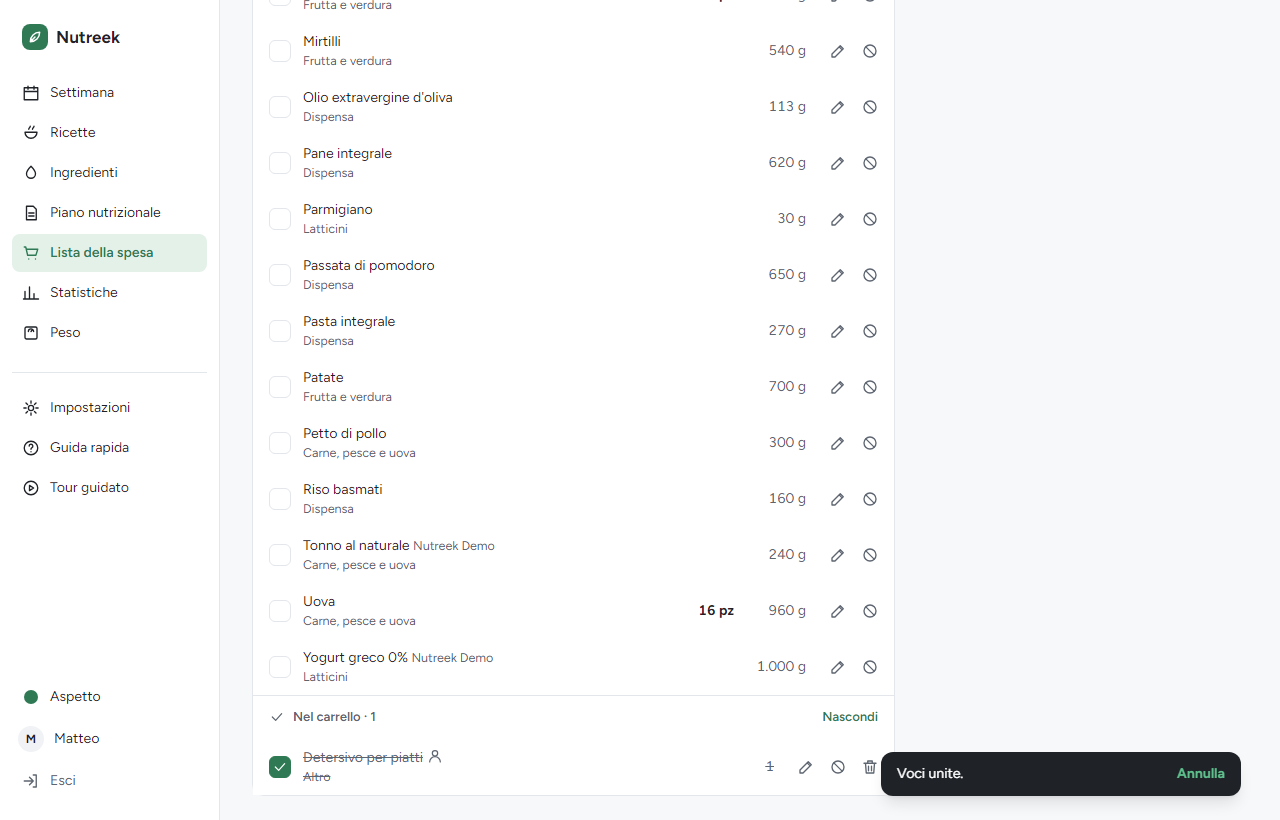 Nutreek
Settimana
Ricette
Ingredienti
Piano nutrizionale
Lista della spesa
Statistiche
Peso
Impostazioni
Guida rapida
Tour guidato
Aspetto
M Matteo
Esci
Frutta e verdura
Mirtilli
Frutta e verdura
540 g
Olio extravergine d'oliva
Dispensa
113 g
Pane integrale
Dispensa
620 g
Parmigiano
Latticini
30 g
Passata di pomodoro
Dispensa
650 g
Pasta integrale
Dispensa
270 g
Patate
Frutta e verdura
700 g
Petto di pollo
Carne, pesce e uova
300 g
Riso basmati
Dispensa
160 g
Tonno al naturale Nutreek Demo
Carne, pesce e uova
240 g
Uova
Carne, pesce e uova
16 pz 960 g
Yogurt greco 0% Nutreek Demo
Latticini
1.000 g
Nel carrello · 1 Nascondi
Detersivo per piatti
Altro
1
Voci unite. Annulla